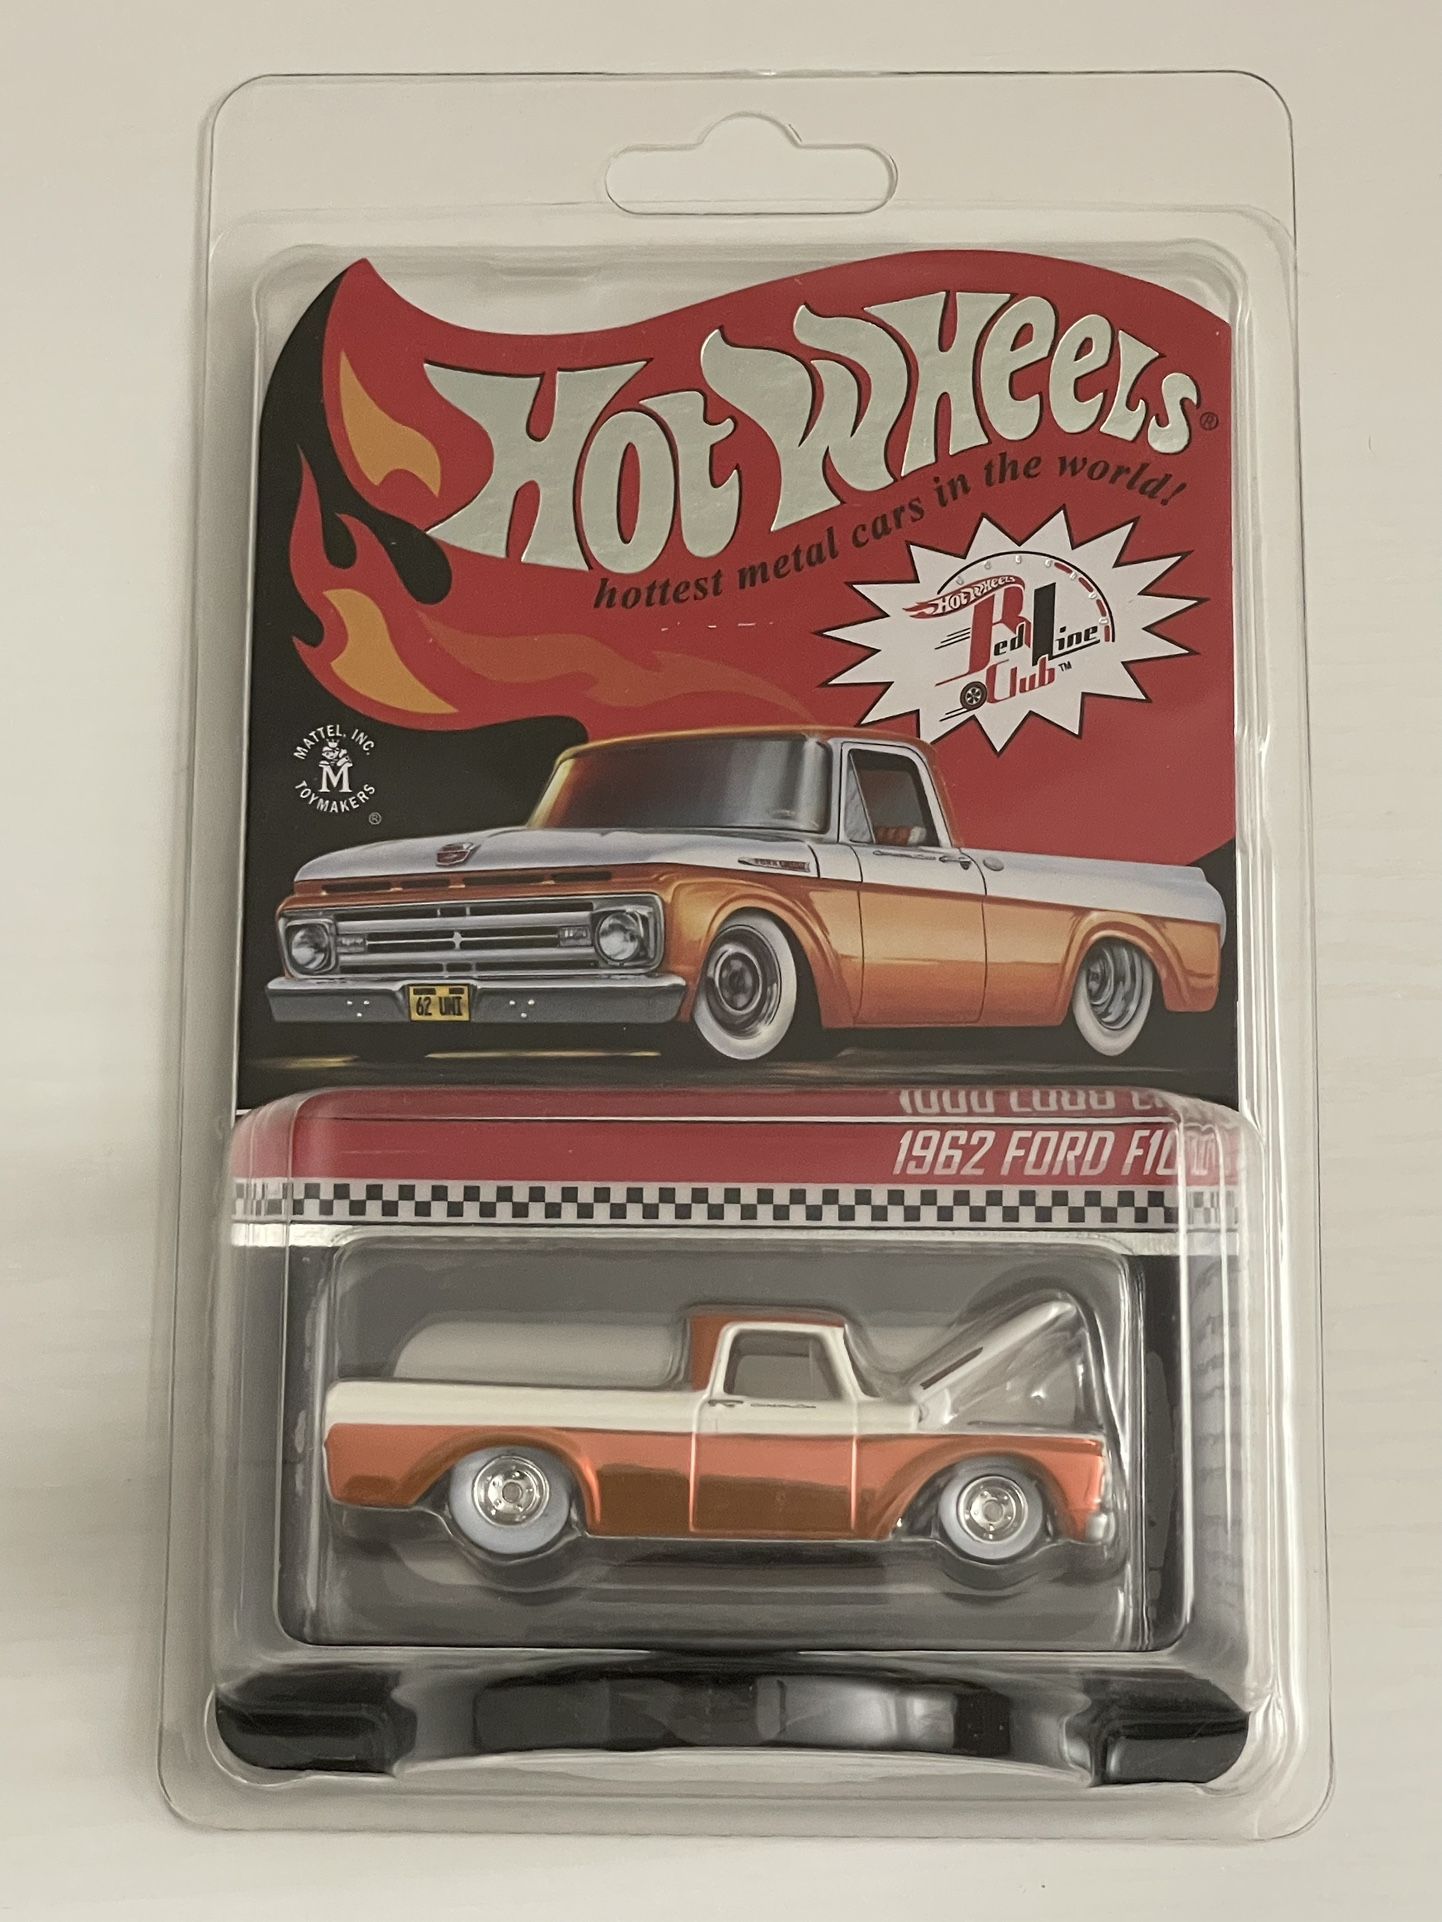 Hot Wheels®
hottest metal cars in the world!
Hot Wheels
Red Line
Club™
MATTEL, INC.
M
TOYMAKERS
®
62 UNI
1962 FORD F100